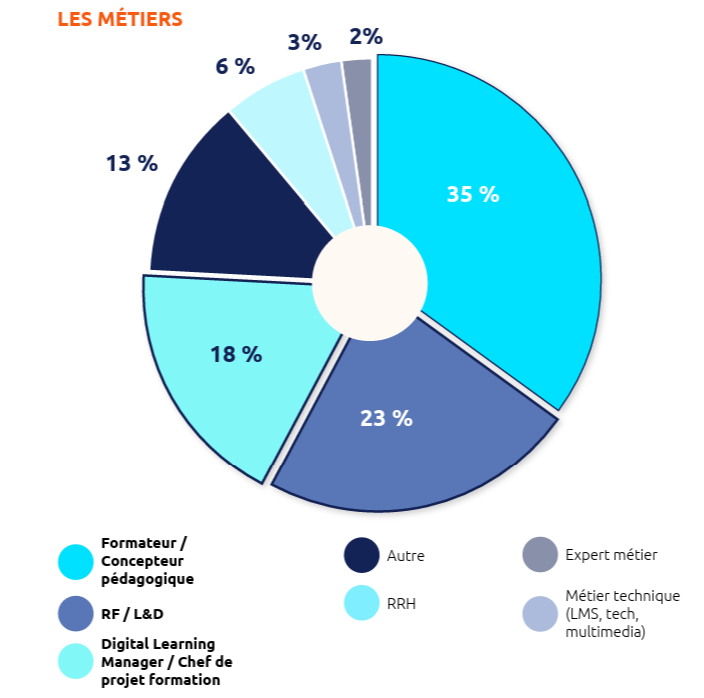 LES MÉTIERS
2%
3%
6 %
13 %
35 %
18 %
23 %
Formateur /
Concepteur
pédagogique
RF / L&D
Digital Learning
Manager / Chef de
projet formation
Autre
RRH
Expert métier
Métier technique
(LMS, tech,
multimedia)